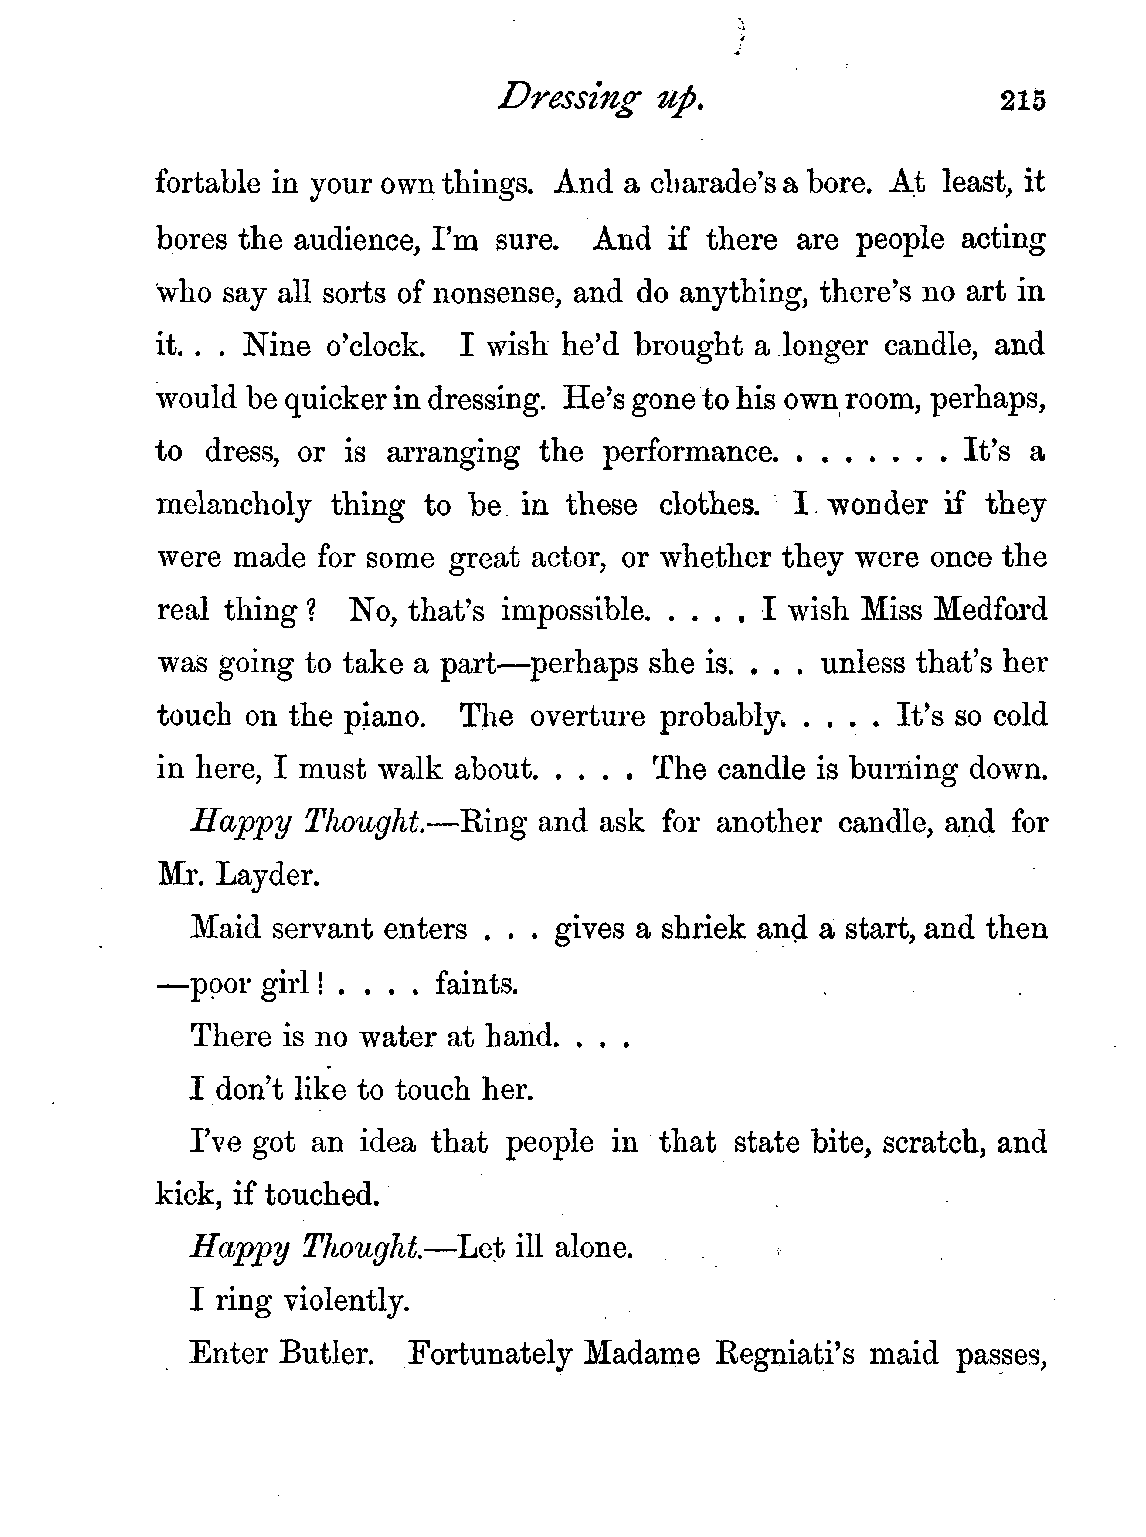 Dressing up. 215
fortable in your own things. And a charade's a bore. At least, it
bores the audience, I'm sure. And if there are people acting
who say all sorts of nonsense, and do anything, there's no art in
it. . . Nine o'clock. I wish he'd brought a longer candle, and
would be quicker in dressing. He's gone to his own room, perhaps,
to dress, or is arranging the performance. . . . . . . . It's a
melancholy thing to be in these clothes. I wonder if they
were made for some great actor, or whether they were once the
real thing? No, that's impossible. . . . . I wish Miss Medford
was going to take a part—perhaps she is. . . . unless that's her
touch on the piano. The overture probably. . . . . It's so cold
in here, I must walk about. . . . . The candle is burning down.
Happy Thought.—Ring and ask for another candle, and for
Mr. Layder.
Maid servant enters . . . gives a shriek and a start, and then
—poor girl! . . . . faints.
There is no water at hand. . . .
I don't like to touch her.
I've got an idea that people in that state bite, scratch, and
kick, if touched.
Happy Thought.—Let ill alone.
I ring violently.
Enter Butler. Fortunately Madame Regniati's maid passes,